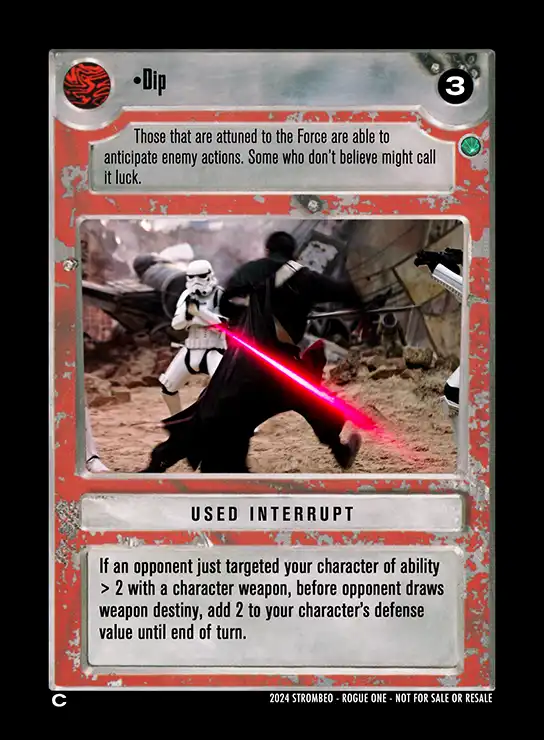 •Dip
3
Those that are attuned to the Force are able to
anticipate enemy actions. Some who don't believe might call
it luck.
USED INTERRUPT
If an opponent just targeted your character of ability
> 2 with a character weapon, before opponent draws
weapon destiny, add 2 to your character's defense
value until end of turn.
C
2024 STROMBEO - ROGUE ONE - NOT FOR SALE OR RESALE